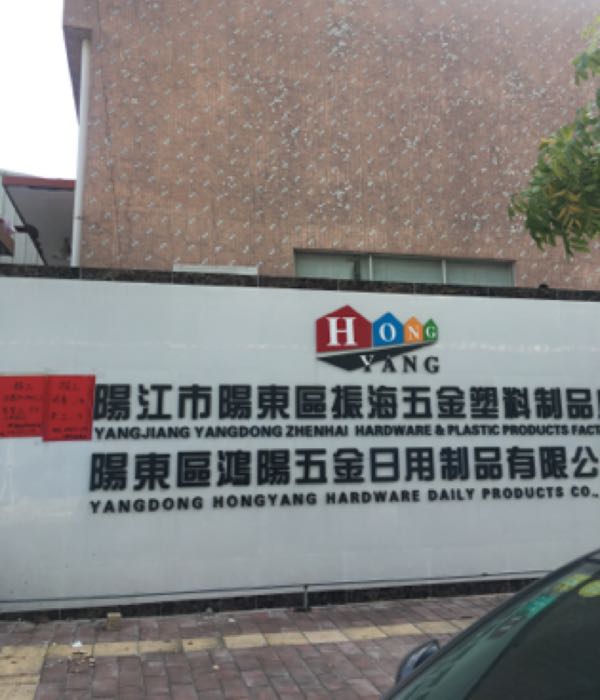 HONG
YANG
陽江市陽東區振海五金塑料制品
YANGJIANG YANGDONG ZHENHAI HARDWARE & PLASTIC PRODUCTS FACT
陽東區鴻陽五金日用制品有限公
YANGDONG HONGYANG HARDWARE DAILY PRODUCTS CO.,